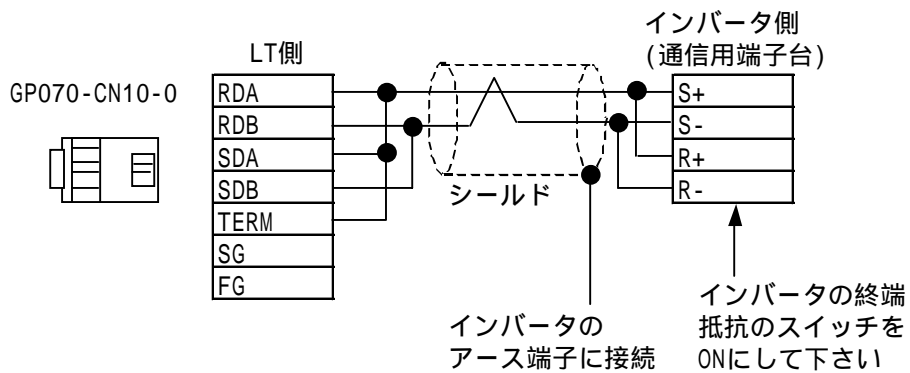 インバータ側
LT側
(通信用端子台)
GP070-CN10-0
RDA
RDB
SDA
SDB
TERM
SG
FG
シールド
S+
S-
R+
R-
インバータの
アース端子に接続
インバータの終端
抵抗のスイッチを
ONにして下さい